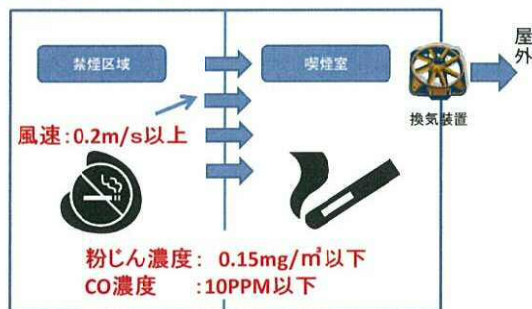 禁煙区域
喫煙室
屋外
換気装置
風速:0.2m/s以上
粉じん濃度: 0.15mg/㎥以下
CO濃度 :10PPM以下